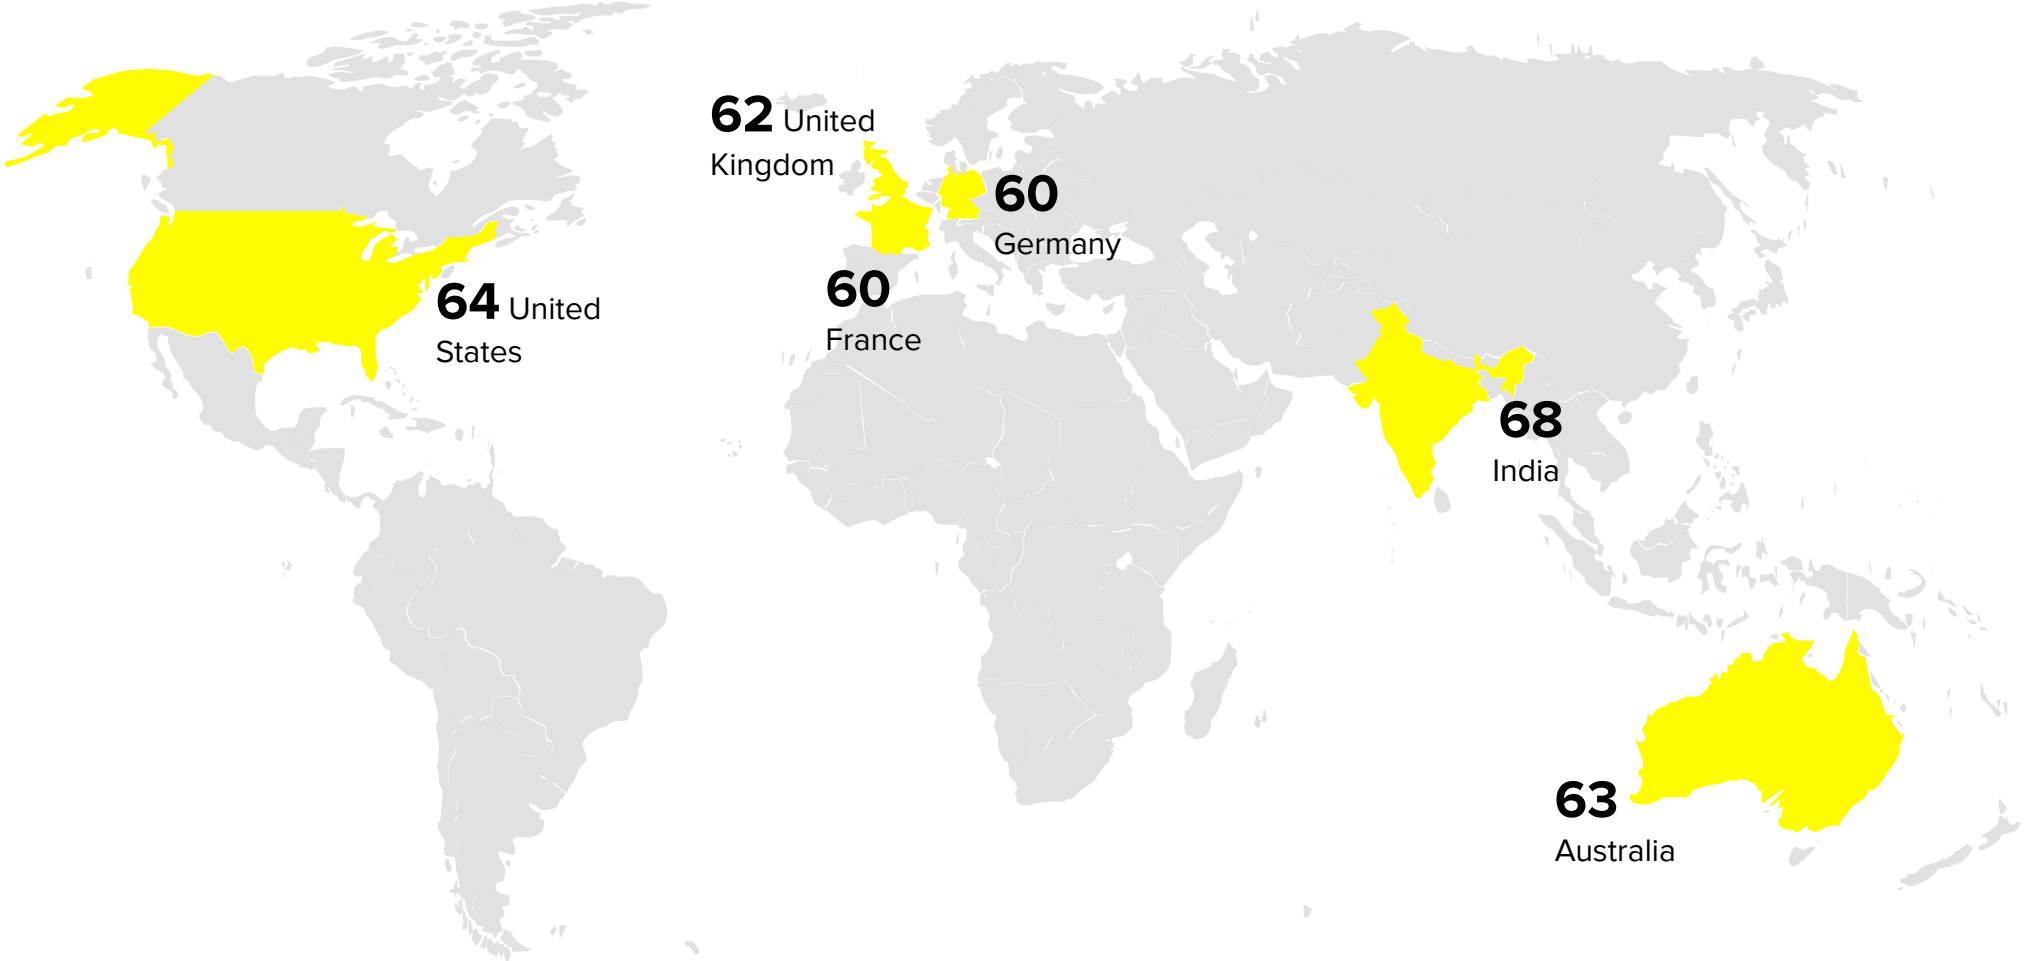 62 United
Kingdom
60
Germany
60
France
64 United
States
68
India
63
Australia